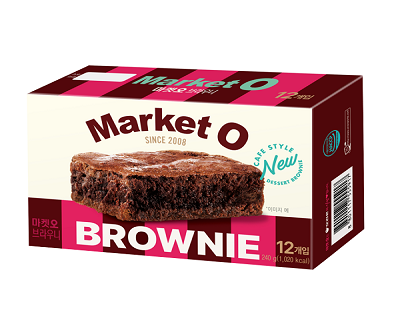 Market O
마켓오 브라우니
12개입
Market O
SINCE 2008
CAFE STYLE
New
DESSERT BROWNIE
*이미지 예
마켓오
브라우니
BROWNIE
12개입
240 g(1,020 kcal)